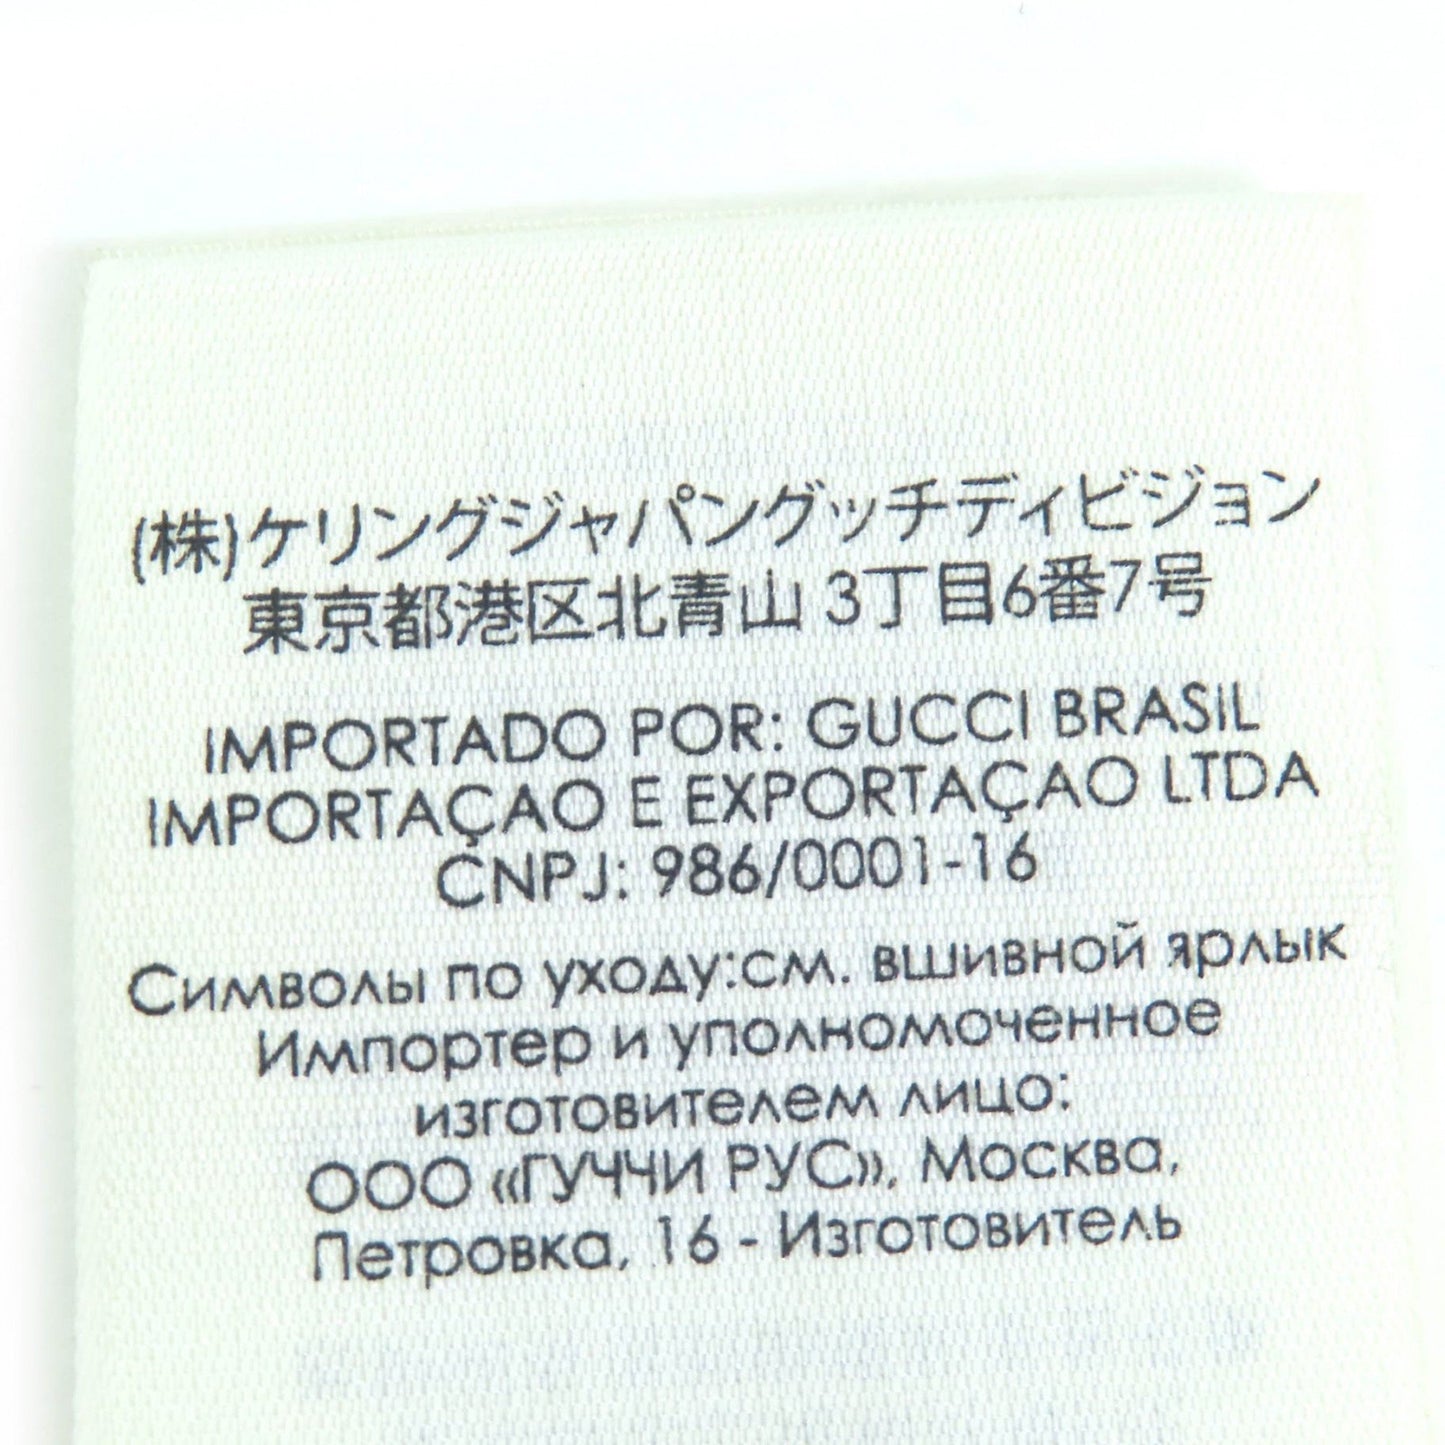 (株)ケリングジャパングッチディビジョン
東京都港区北青山 3丁目6番7号
IMPORTADO POR: GUCCI BRASIL
IMPORTAÇAO E EXPORTAÇAO LTDA
CNPJ: 986/0001-16
Символы по уходу:см. вшивной ярлык
Импортер и уполномоченное
изготовителем лицо:
ООО «ГУЧЧИ РУС», Москва,
Петровка, 16 - Изготовитель